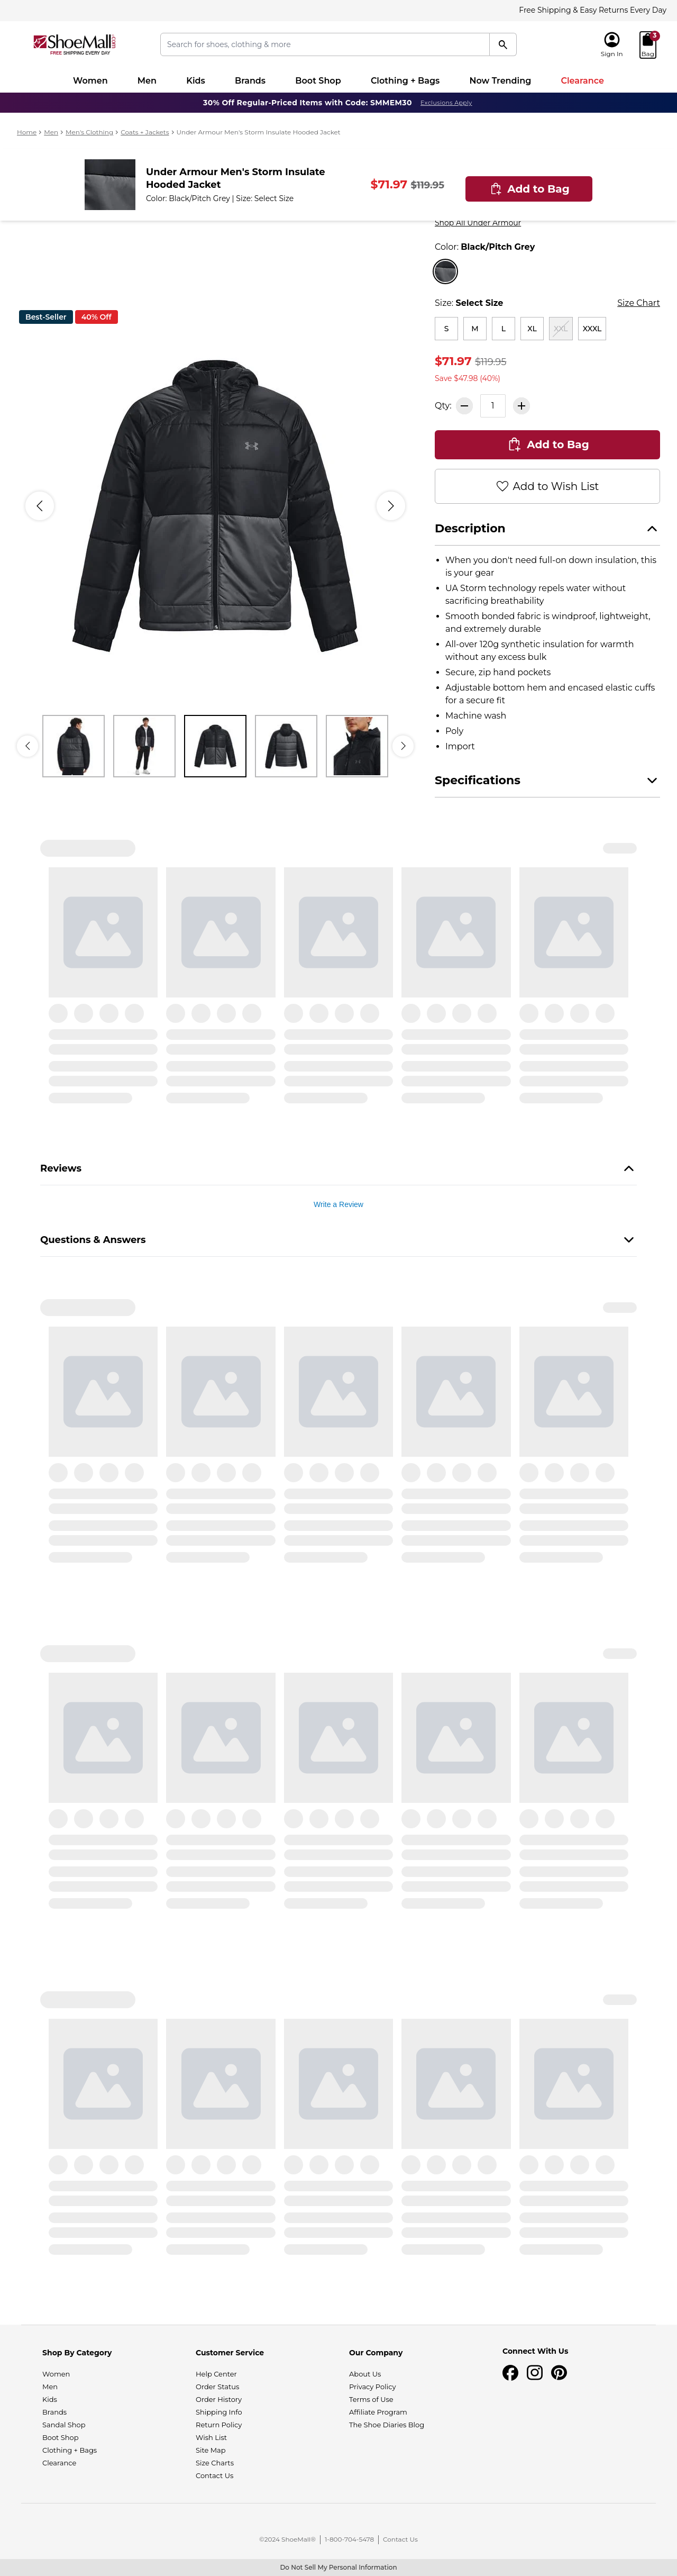 Free Shipping & Easy Returns Every Day
ShoeMall.com
FREE SHIPPING EVERY DAY
Search for shoes, clothing & more
Sign In
3
Bag
Women Men Kids Brands Boot Shop Clothing + Bags Now Trending Clearance
30% Off Regular-Priced Items with Code: SMMEM30 Exclusions Apply
Home > Men > Men's Clothing > Coats + Jackets > Under Armour Men's Storm Insulate Hooded Jacket
Under Armour Men's Storm Insulate
Hooded Jacket
Color: Black/Pitch Grey | Size: Select Size
$71.97 $119.95
Add to Bag
Shop All Under Armour
Color: Black/Pitch Grey
Best-Seller
40% Off
Size: Select Size
Size Chart
S M L XL XXL XXXL
$71.97 $119.95
Save $47.98 (40%)
Qty: 1
Add to Bag
Add to Wish List
Description
• When you don't need full-on down insulation, this
is your gear
• UA Storm technology repels water without
sacrificing breathability
• Smooth bonded fabric is windproof, lightweight,
and extremely durable
• All-over 120g synthetic insulation for warmth
without any excess bulk
• Secure, zip hand pockets
• Adjustable bottom hem and encased elastic cuffs
for a secure fit
• Machine wash
• Poly
• Import
Specifications
Reviews
Write a Review
Questions & Answers
Shop By Category
Women
Men
Kids
Brands
Sandal Shop
Boot Shop
Clothing + Bags
Clearance
Customer Service
Help Center
Order Status
Order History
Shipping Info
Return Policy
Wish List
Site Map
Size Charts
Contact Us
Our Company
About Us
Privacy Policy
Terms of Use
Affiliate Program
The Shoe Diaries Blog
Connect With Us
©2024 ShoeMall® | 1-800-704-5478 | Contact Us
Do Not Sell My Personal Information